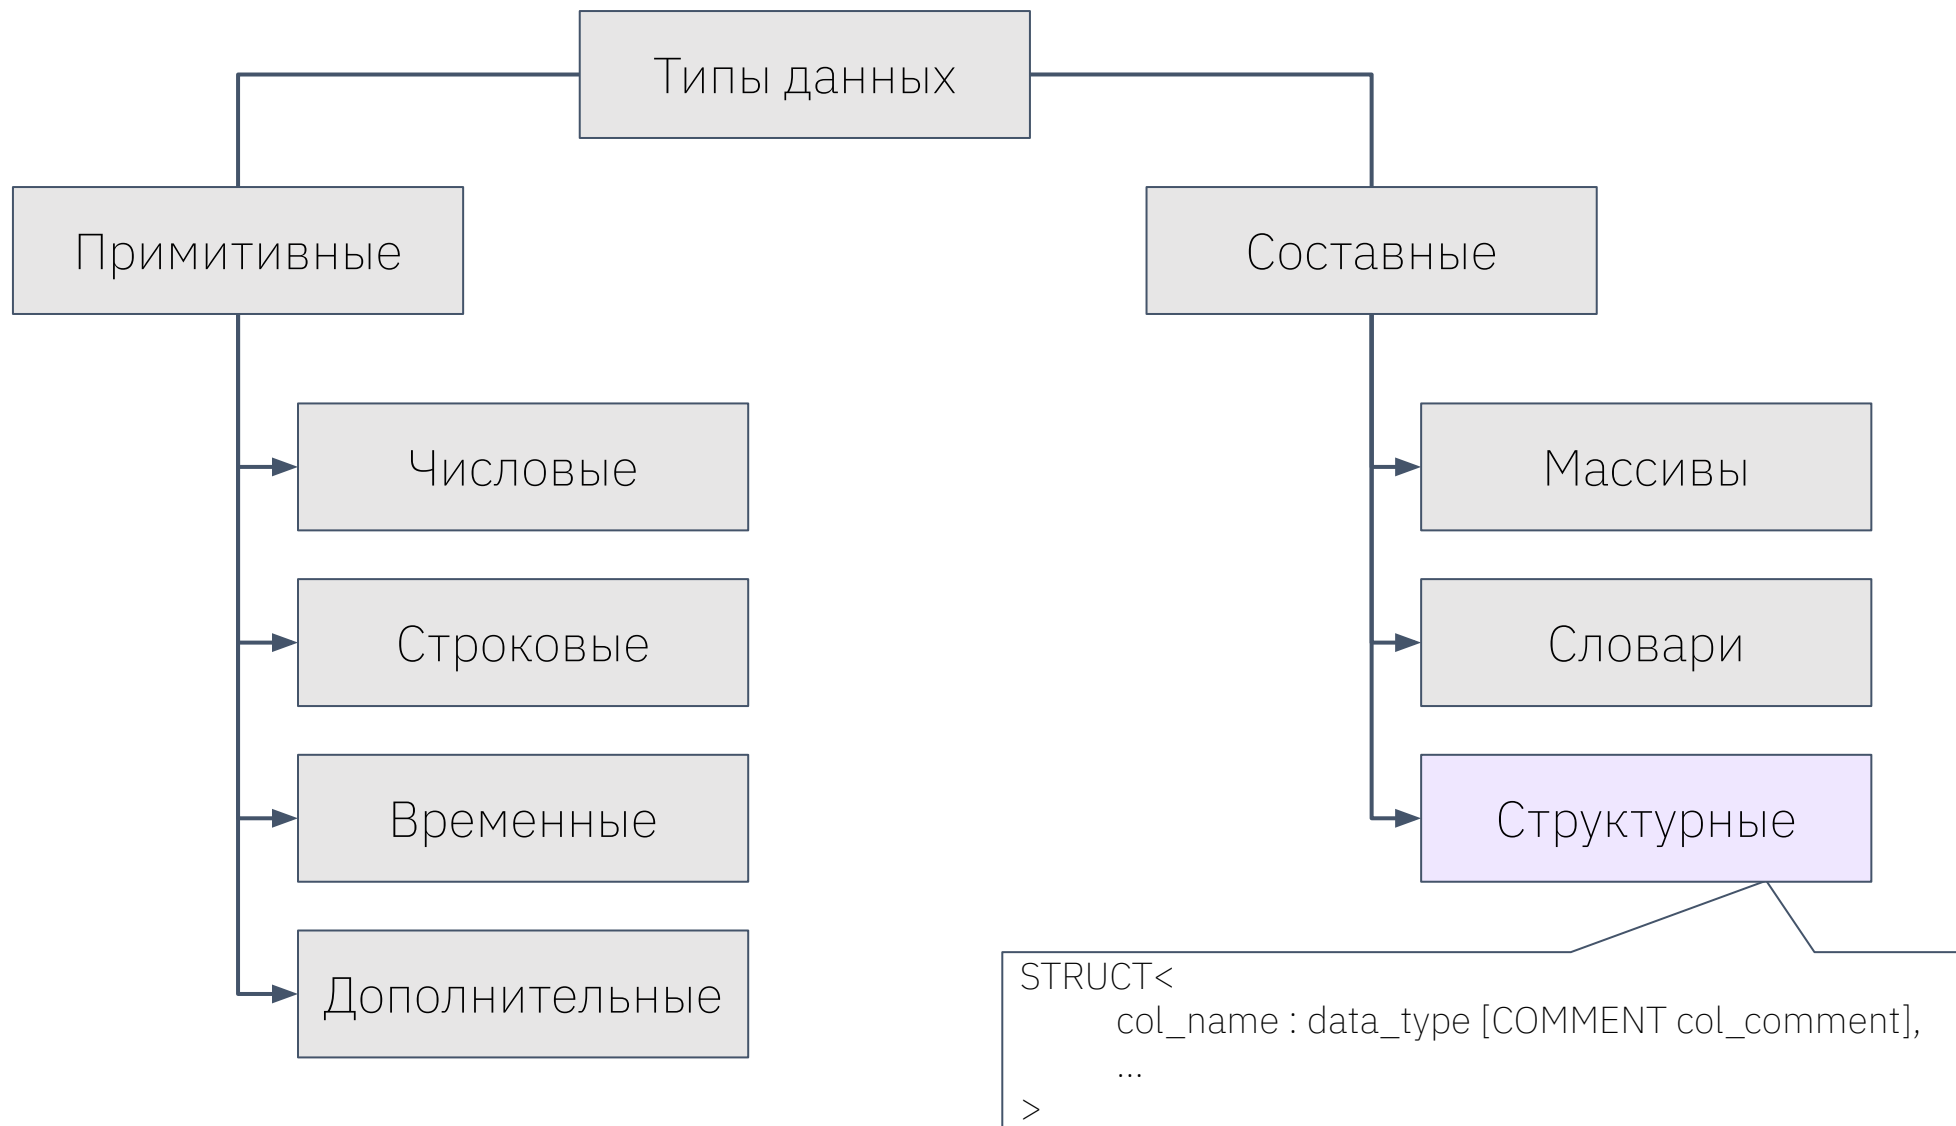 Типы данных
Примитивные
Составные
Числовые
Массивы
Строковые
Словари
Временные
Структурные
Дополнительные
STRUCT<
col_name : data_type [COMMENT col_comment],
...
>